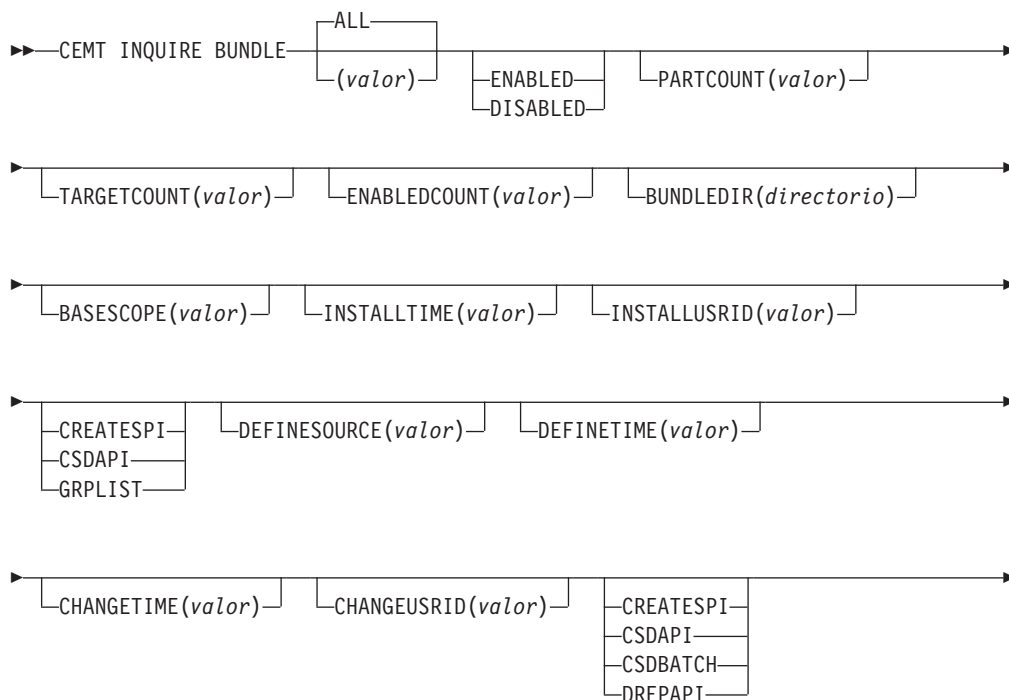 ALL
CEMT INQUIRE BUNDLE
(valor)
ENABLED
DISABLED
PARTCOUNT(valor)
TARGETCOUNT(valor)
ENABLEDCOUNT(valor)
BUNDLEDIR(directorio)
BASESCOPE(valor)
INSTALLTIME(valor)
INSTALLUSRID(valor)
CREATESPI
CSDAPI
GRPLIST
DEFINESOURCE(valor)
DEFINETIME(valor)
CHANGETIME(valor)
CHANGEUSRID(valor)
CREATESPI
CSDAPI
CSDBATCH
DREPAPI